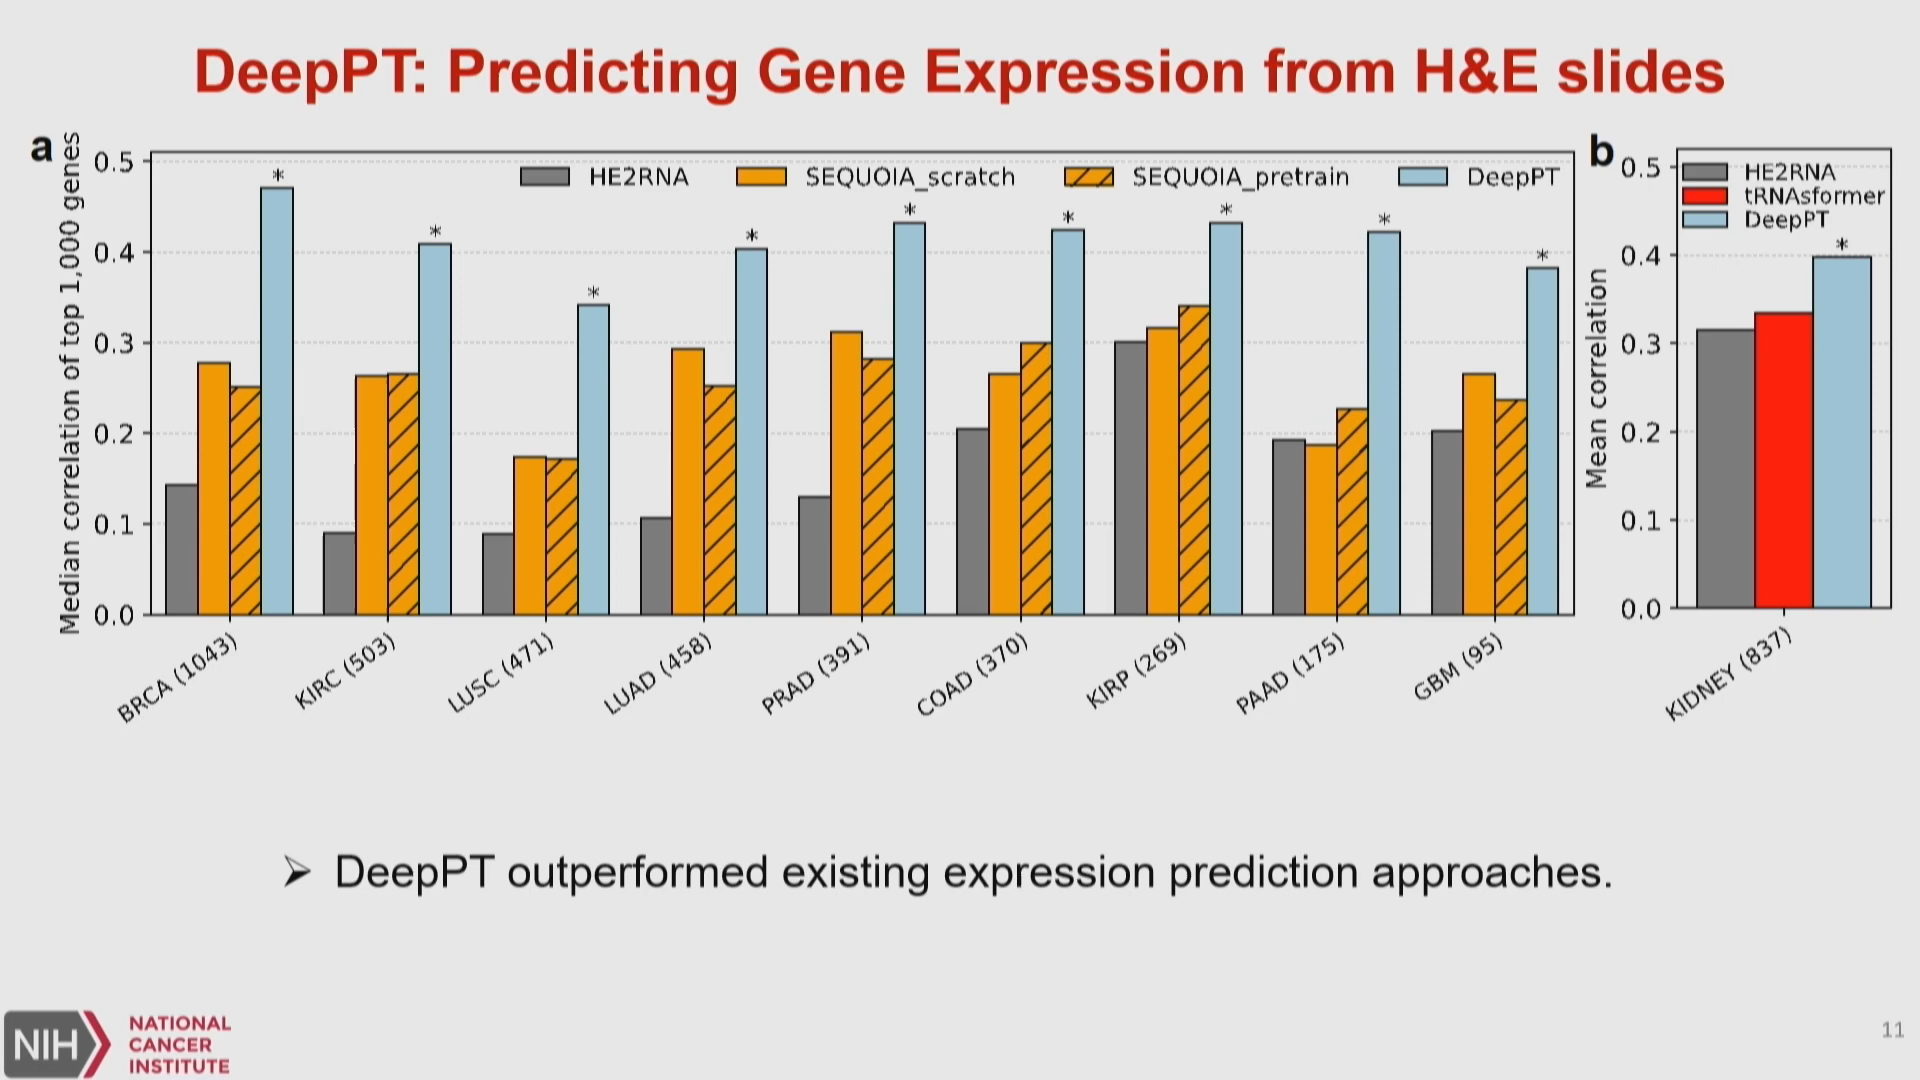 DeepPT: Predicting Gene Expression from H&E slides
a
Median correlation of top 1,000 genes
0.5
0.4
0.3
0.2
0.1
0.0
HE2RNA
SEQUOIA_scratch
SEQUOIA_pretrain
DeepPT
*
*
*
*
*
*
*
*
*
BRCA (1043)
KIRC (503)
LUSC (471)
LUAD (458)
PRAD (391)
COAD (370)
KIRP (269)
PAAD (175)
GBM (95)
b
Mean correlation
0.5
0.4
0.3
0.2
0.1
0.0
HE2RNA
tRNAsformer
DeepPT
*
KIDNEY (837)
➢ DeepPT outperformed existing expression prediction approaches.
NIH
NATIONAL
CANCER
INSTITUTE
11